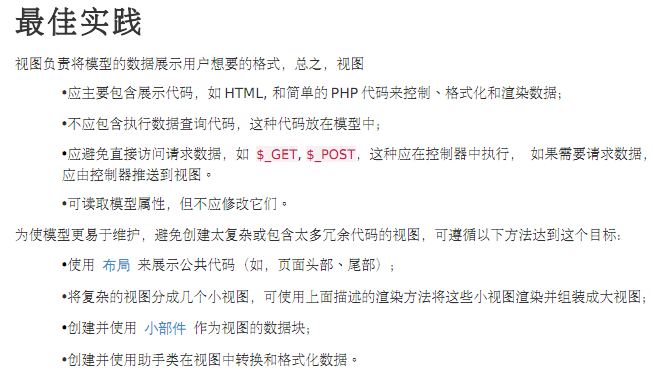 最佳实践
视图负责将模型的数据展示用户想要的格式，总之，视图
•应主要包含展示代码，如 HTML, 和简单的 PHP 代码来控制、格式化和渲染数据；
•不应包含执行数据查询代码，这种代码放在模型中；
•应避免直接访问请求数据，如 $_GET, $_POST，这种应在控制器中执行， 如果需要请求数据，
应由控制器推送到视图。
•可读取模型属性，但不应修改它们。
为使模型更易于维护，避免创建太复杂或包含太多冗余代码的视图，可遵循以下方法达到这个目标：
•使用 布局 来展示公共代码（如，页面头部、尾部）；
•将复杂的视图分成几个小视图，可使用上面描述的渲染方法将这些小视图渲染并组装成大视图；
•创建并使用 小部件 作为视图的数据块；
•创建并使用助手类在视图中转换和格式化数据。